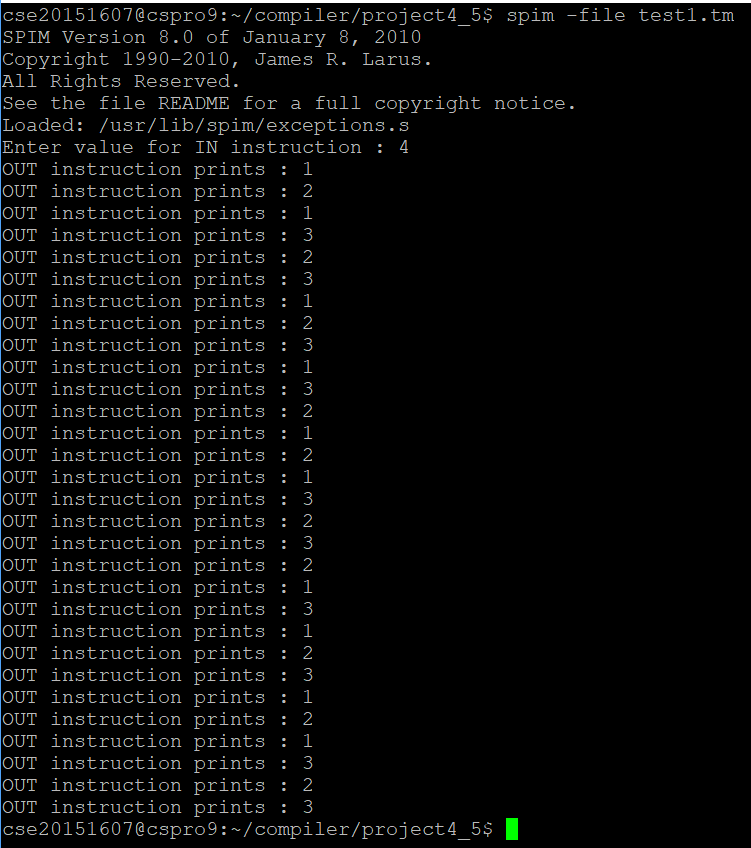 cse20151607@cspro9:~/compiler/project4_5$ spim -file test1.tm
SPIM Version 8.0 of January 8, 2010
Copyright 1990-2010, James R. Larus.
All Rights Reserved.
See the file README for a full copyright notice.
Loaded: /usr/lib/spim/exceptions.s
Enter value for IN instruction : 4
OUT instruction prints : 1
OUT instruction prints : 2
OUT instruction prints : 1
OUT instruction prints : 3
OUT instruction prints : 2
OUT instruction prints : 3
OUT instruction prints : 1
OUT instruction prints : 2
OUT instruction prints : 3
OUT instruction prints : 1
OUT instruction prints : 3
OUT instruction prints : 2
OUT instruction prints : 1
OUT instruction prints : 2
OUT instruction prints : 1
OUT instruction prints : 3
OUT instruction prints : 2
OUT instruction prints : 3
OUT instruction prints : 2
OUT instruction prints : 1
OUT instruction prints : 3
OUT instruction prints : 1
OUT instruction prints : 2
OUT instruction prints : 3
OUT instruction prints : 1
OUT instruction prints : 2
OUT instruction prints : 1
OUT instruction prints : 3
OUT instruction prints : 2
OUT instruction prints : 3
cse20151607@cspro9:~/compiler/project4_5$